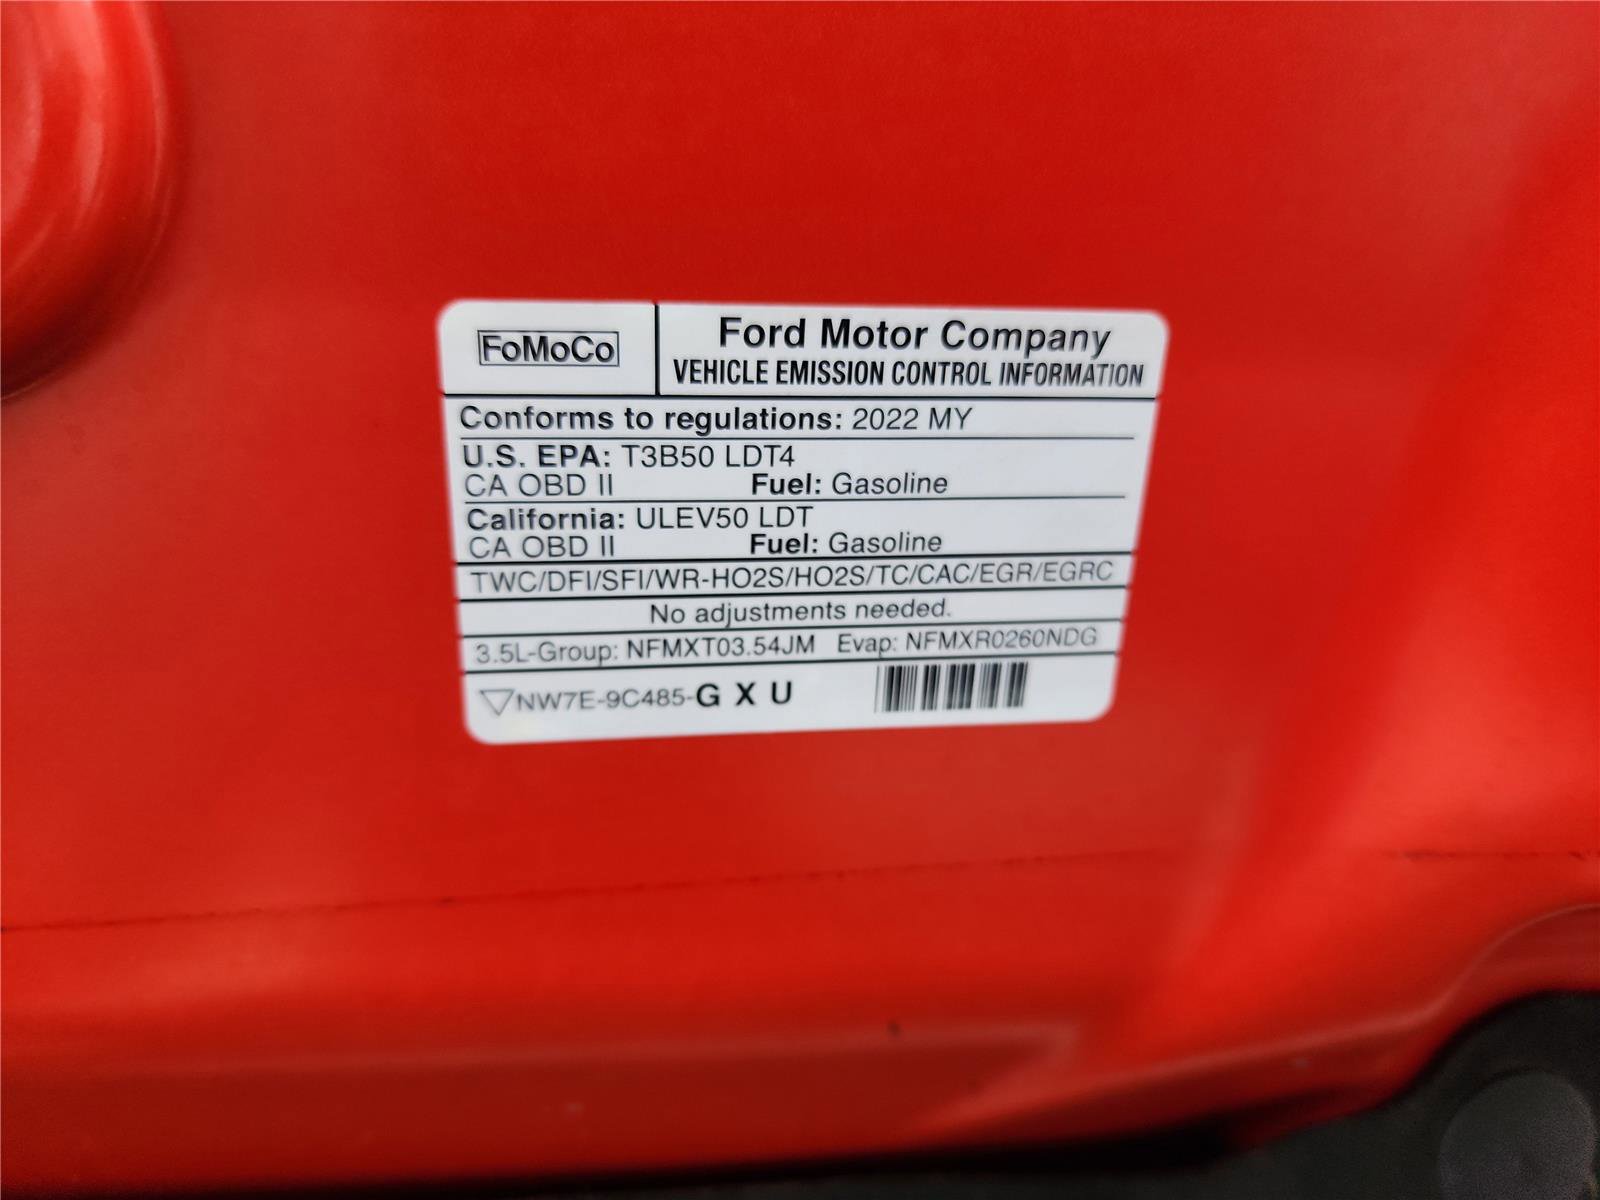 FoMoCo
Ford Motor Company
VEHICLE EMISSION CONTROL INFORMATION
Conforms to regulations: 2022 MY
U.S. EPA: T3B50 LDT4
CA OBD II Fuel: Gasoline
California: ULEV50 LDT
CA OBD II Fuel: Gasoline
TWC/DFI/SFI/WR-HO2S/HO2S/TC/CAC/EGR/EGRC
No adjustments needed.
3.5L-Group: NFMXT03.54JM Evap: NFMXR0260NDG
NW7E-9C485-G X U